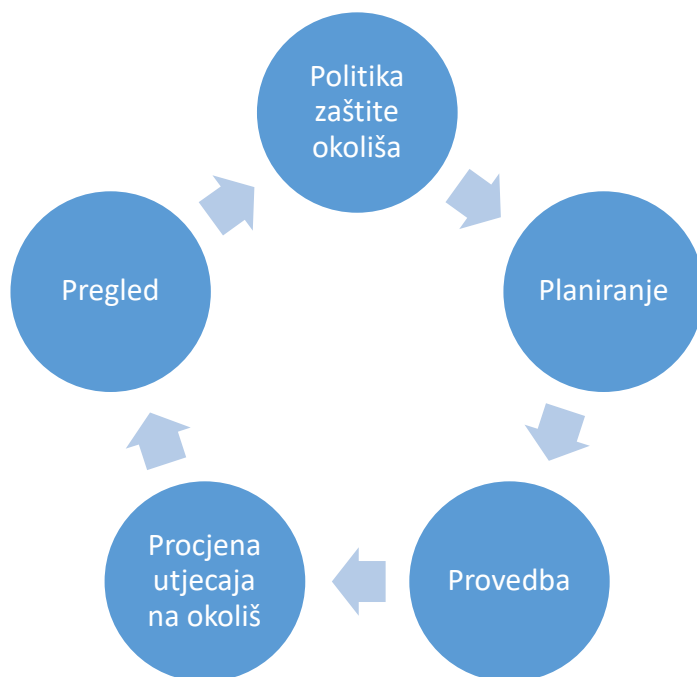 Politika
zaštite
okoliša
Planiranje
Provedba
Procjena
utjecaja
na okoliš
Pregled